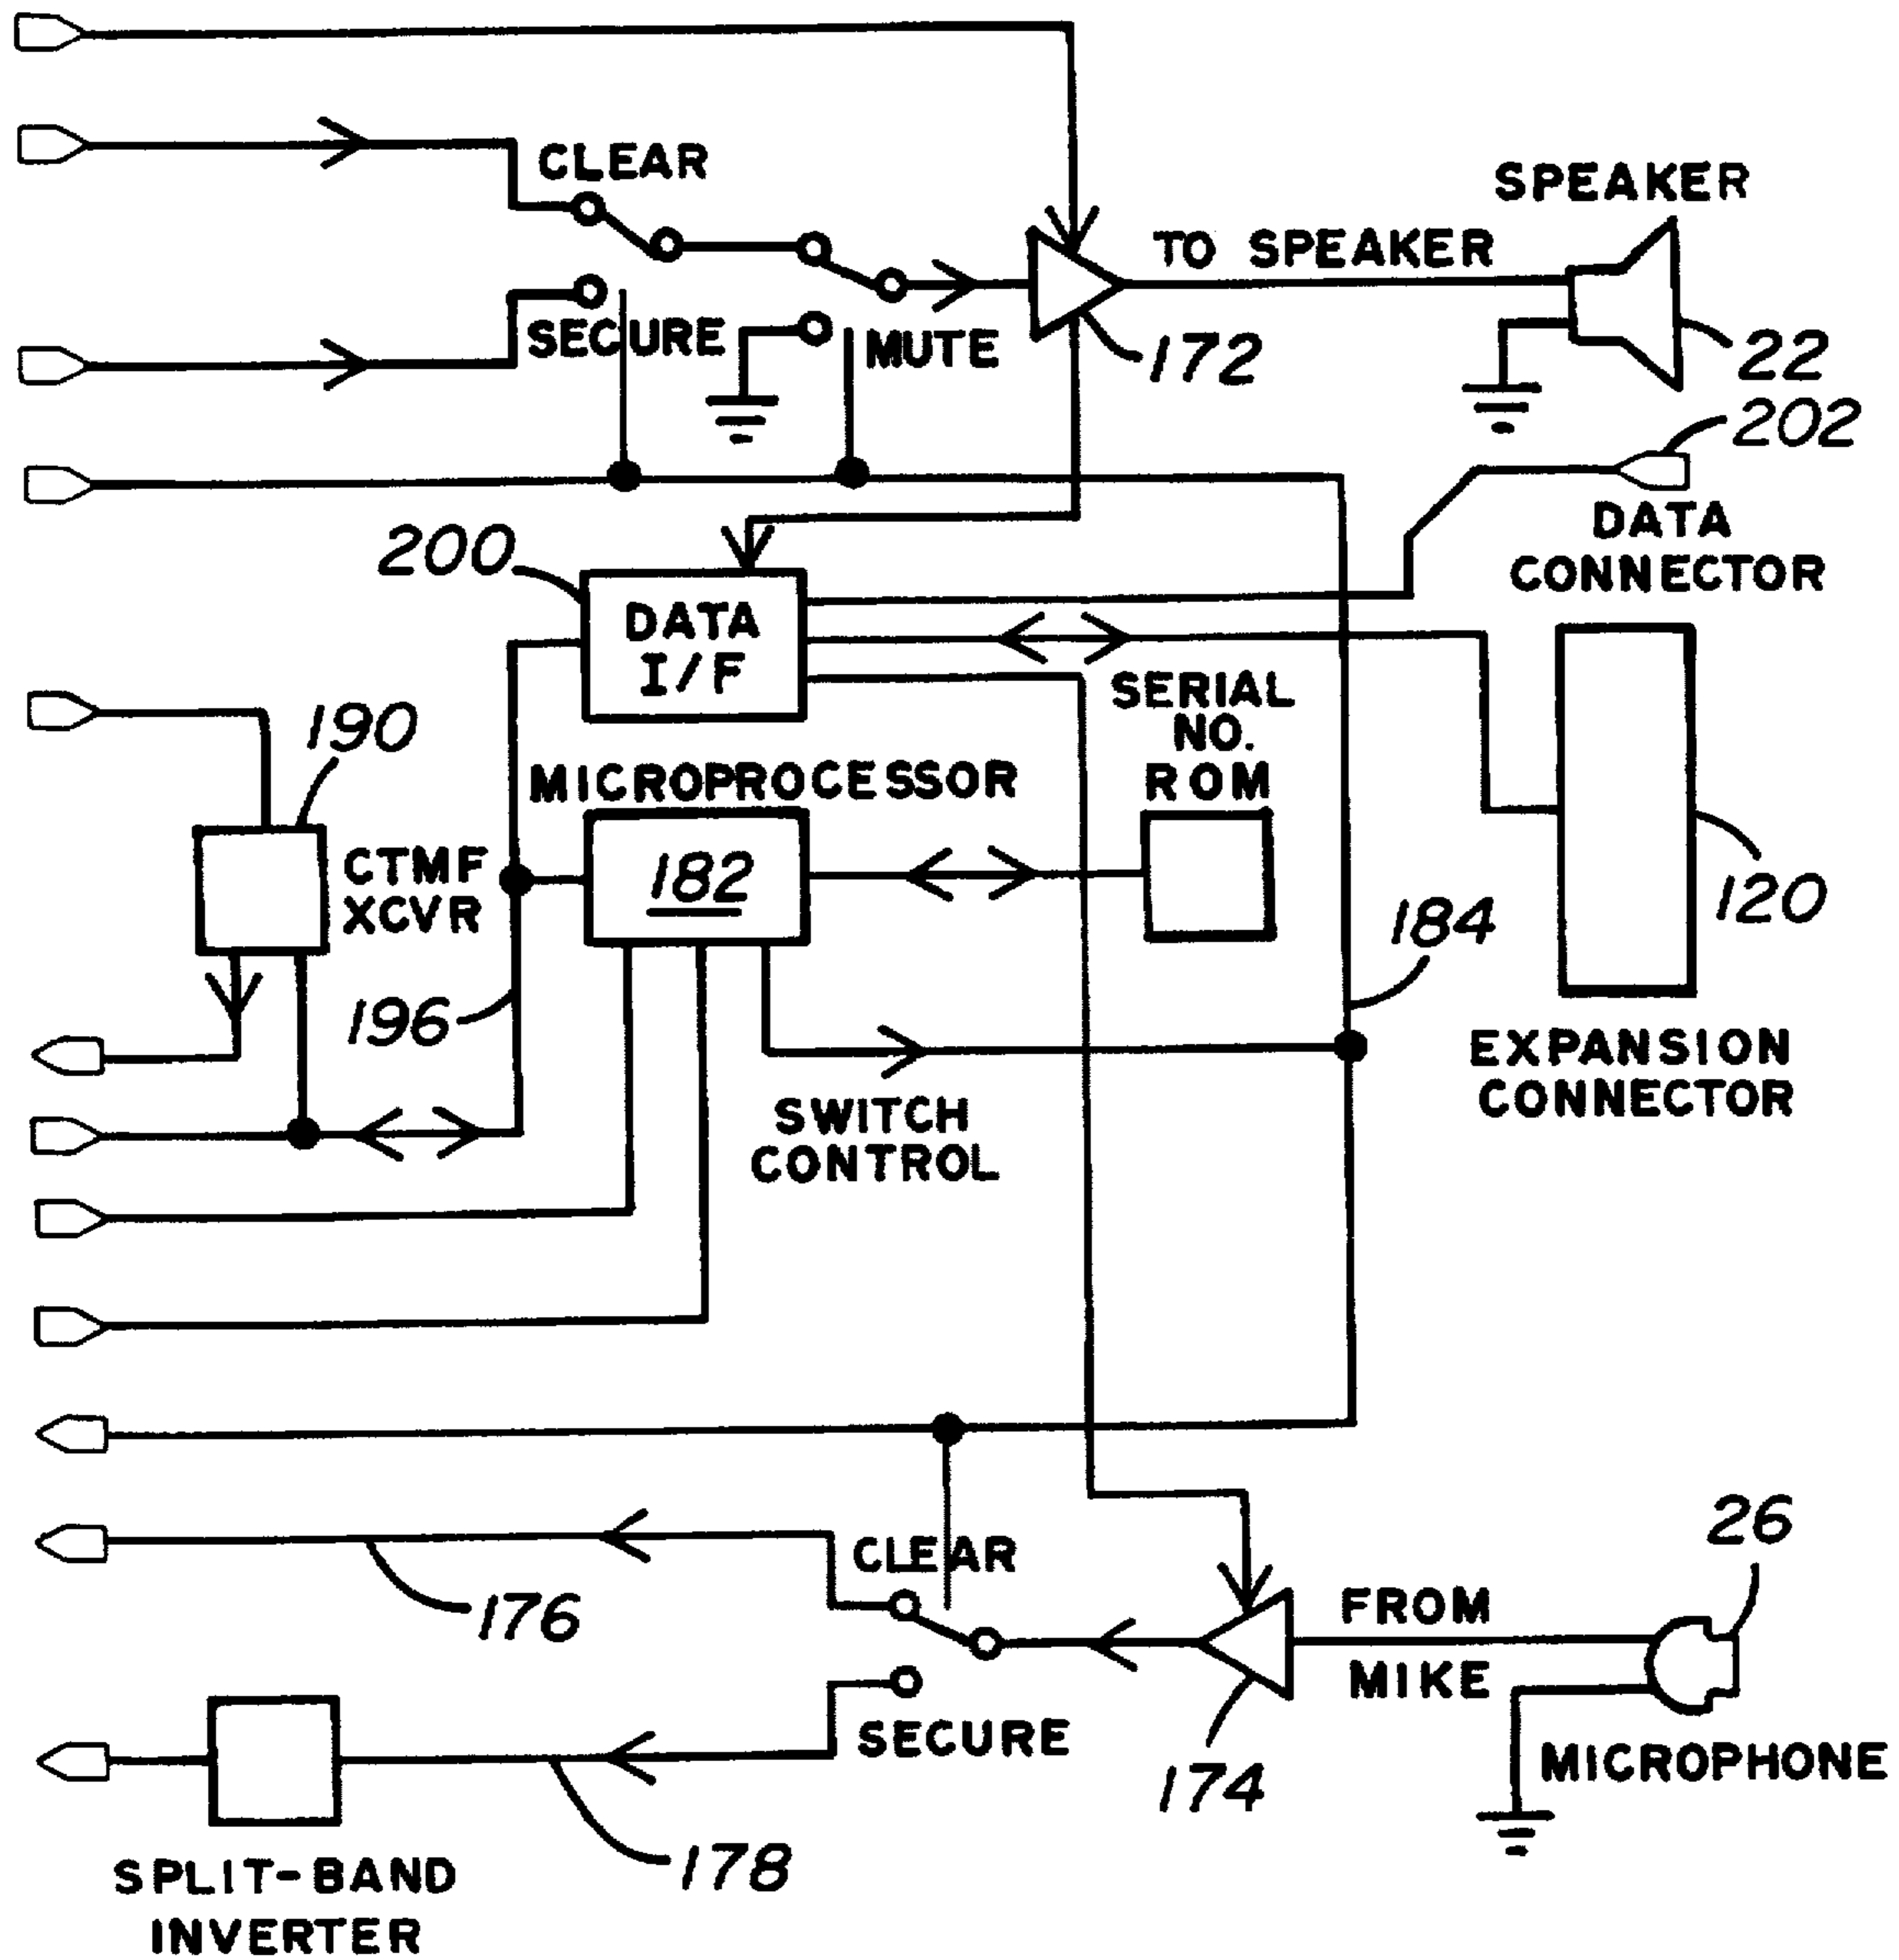 CLEAR
SPEAKER
TO SPEAKER
SECURE
MUTE
172
22
202
200
DATA
CONNECTOR
DATA
I/F
190
SERIAL
NO.
ROM
MICROPROCESSOR
CTMF
XCVR
182
120
184
196
EXPANSION
CONNECTOR
SWITCH
CONTROL
26
CLEAR
176
FROM
MIKE
SECURE
174
MICROPHONE
178
SPLIT-BAND
INVERTER